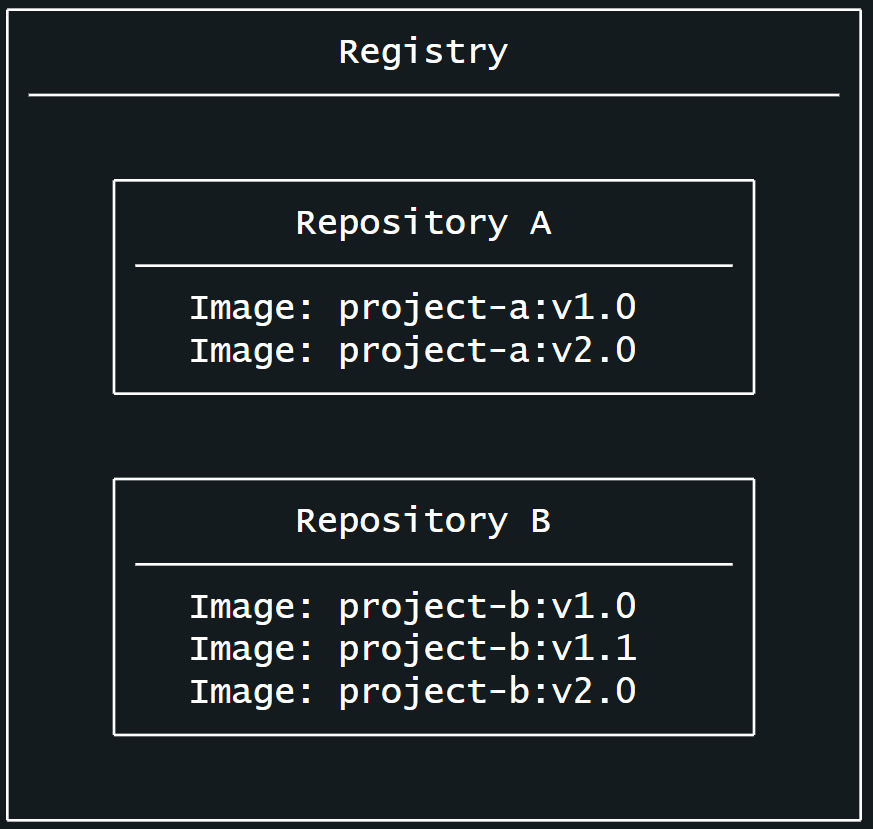 Registry
Repository A
Image: project-a:v1.0
Image: project-a:v2.0
Repository B
Image: project-b:v1.0
Image: project-b:v1.1
Image: project-b:v2.0